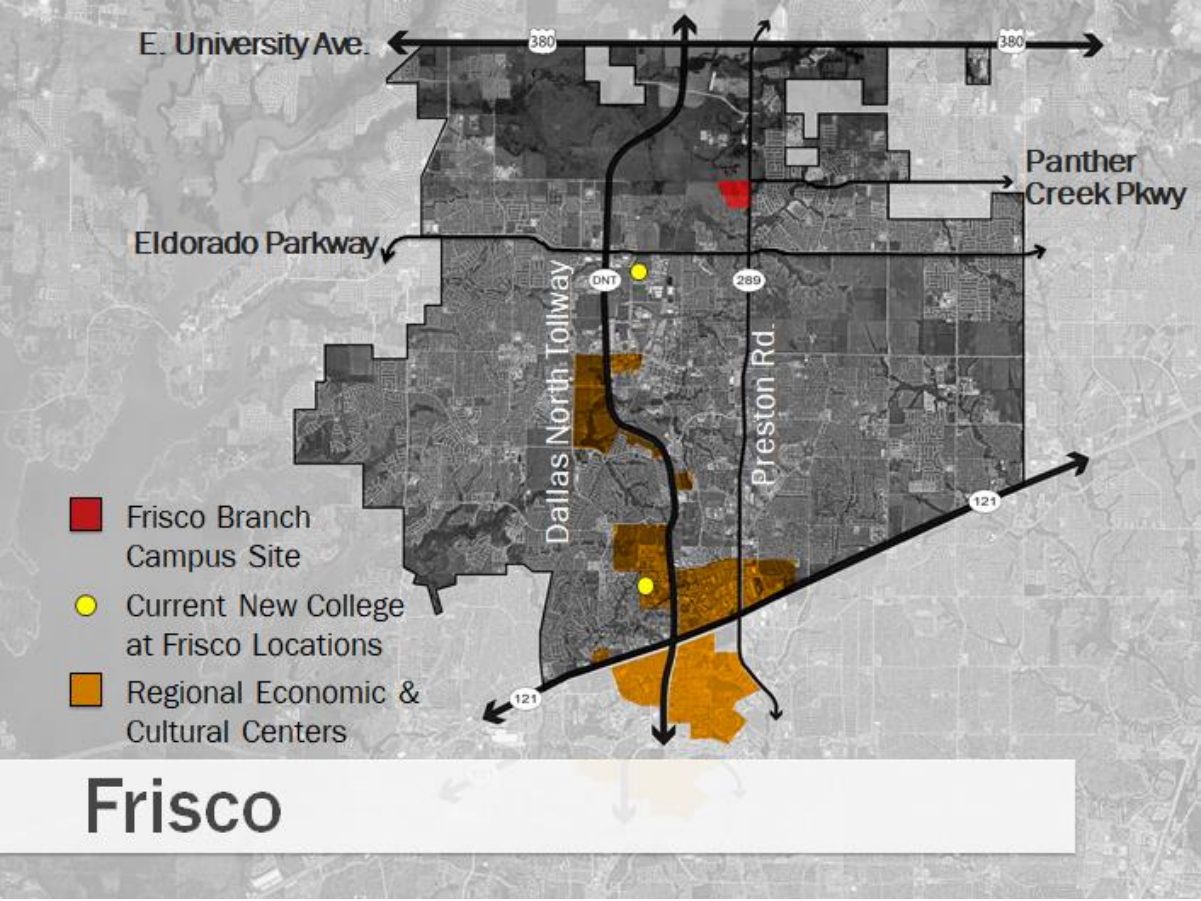 E. University Ave.
380
380
Panther
Creek Pkwy
Eldorado Parkway
DNT
289
Dallas North Tollway
Preston Rd.
121
121
Frisco Branch
Campus Site
Current New College
at Frisco Locations
Regional Economic &
Cultural Centers
Frisco